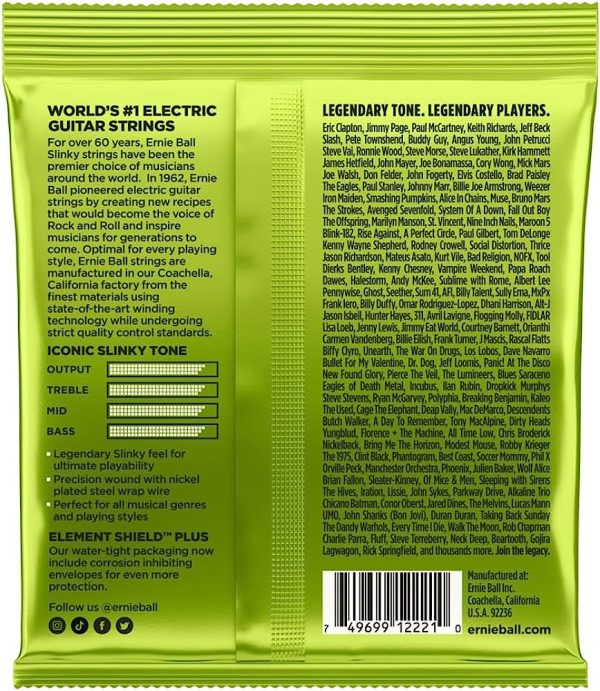 WORLD'S #1 ELECTRIC
GUITAR STRINGS
For over 60 years, Ernie Ball
Slinky strings have been the
premier choice of musicians
around the world. In 1962, Ernie
Ball pioneered electric guitar
strings by creating new recipes
that would become the voice of
Rock and Roll and inspire
musicians for generations to
come. Optimal for every playing
style, Ernie Ball strings are
manufactured in our Coachella,
California factory from the
finest materials using
state-of-the-art winding
technology while undergoing
strict quality control standards.
ICONIC SLINKY TONE
OUTPUT
TREBLE
MID
BASS
• Legendary Slinky feel for
ultimate playability
• Precision wound with nickel
plated steel wrap wire
• Perfect for all musical genres
and playing styles
ELEMENT SHIELD™ PLUS
Our water-tight packaging now
include corrosion inhibiting
envelopes for even more
protection.
Follow us @ernieball
LEGENDARY TONE. LEGENDARY PLAYERS.
Eric Clapton, Jimmy Page, Paul McCartney, Keith Richards, Jeff Beck
Slash, Pete Townshend, Buddy Guy, Angus Young, John Petrucci
Steve Vai, Ronnie Wood, Steve Morse, Steve Lukather, Kirk Hammett
James Hetfield, John Mayer, Joe Bonamassa, Cory Wong, Mick Mars
Joe Walsh, Don Felder, John Fogerty, Elvis Costello, Brad Paisley
The Eagles, Paul Stanley, Johnny Marr, Billie Joe Armstrong, Weezer
Iron Maiden, Smashing Pumpkins, Alice In Chains, Muse, Bruno Mars
The Strokes, Avenged Sevenfold, System Of A Down, Fall Out Boy
The Offspring, Marilyn Manson, St. Vincent, Nine Inch Nails, Maroon 5
Blink-182, Rise Against, A Perfect Circle, Paul Gilbert, Tom DeLonge
Kenny Wayne Shepherd, Rodney Crowell, Social Distortion, Thrice
Jason Richardson, Mateus Asato, Kurt Vile, Bad Religion, NOFX, Tool
Dierks Bentley, Kenny Chesney, Vampire Weekend, Papa Roach
Dawes, Halestorm, Andy McKee, Sublime with Rome, Albert Lee
Pennywise, Ghost, Seether, Sum 41, AFI, Billy Talent, Sully Erna, MxPx
Frank Iero, Billy Duffy, Omar Rodriguez-Lopez, Dhani Harrison, Alt-J
Jason Isbell, Hunter Hayes, 311, Avril Lavigne, Flogging Molly, FIDLAR
Lisa Loeb, Jenny Lewis, Jimmy Eat World, Courtney Barnett, Orianthi
Carmen Vandenberg, Billie Eilish, Frank Turner, J Mascis, Rascal Flatts
Biffy Clyro, Unearth, The War On Drugs, Los Lobos, Dave Navarro
Bullet For My Valentine, Dr. Dog, Jeff Loomis, Panic! At The Disco
New Found Glory, Pierce The Veil, The Lumineers, Blues Saraceno
Eagles of Death Metal, Incubus, Ilan Rubin, Dropkick Murphys
Steve Stevens, Ryan McGarvey, Polyphia, Breaking Benjamin, Kaleo
The Used, Cage The Elephant, Deap Vally, Mac DeMarco, Descendents
Butch Walker, A Day To Remember, Tony MacAlpine, Dirty Heads
Yungblud, Florence + The Machine, All Time Low, Chris Broderick
Nickelback, Bring Me The Horizon, Modest Mouse, Robby Krieger
The 1975, Clint Black, Phantogram, Best Coast, Soccer Mommy, Phil X
Orville Peck, Manchester Orchestra, Phoenix, Julien Baker, Wolf Alice
Brian Fallon, Sleater-Kinney, Of Mice & Men, Sleeping with Sirens
The Hives, Iration, Lissie, John Sykes, Parkway Drive, Alkaline Trio
Chicano Batman, Conor Oberst, Jared Dines, The Melvins, Lucas Mann
UMO, John Shanks (Bon Jovi), Duran Duran, Taking Back Sunday
The Dandy Warhols, Every Time I Die, Walk The Moon, Rob Chapman
Charlie Parra, Fluff, Steve Terreberry, Neck Deep, Beartooth, Gojira
Lagwagon, Rick Springfield, and thousands more. Join the legacy.
7 49699 12221 0
Manufactured at:
Ernie Ball Inc.
Coachella, California
U.S.A. 92236
ernieball.com